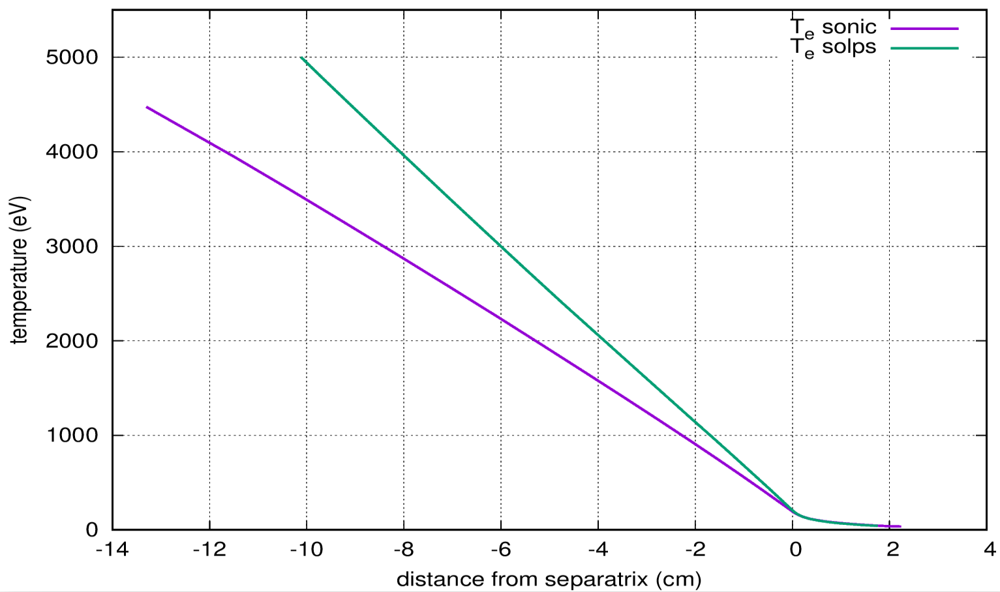 Te sonic
Te solps
5000
4000
3000
2000
1000
0
temperature (eV)
-14 -12 -10 -8 -6 -4 -2 0 2 4
distance from separatrix (cm)